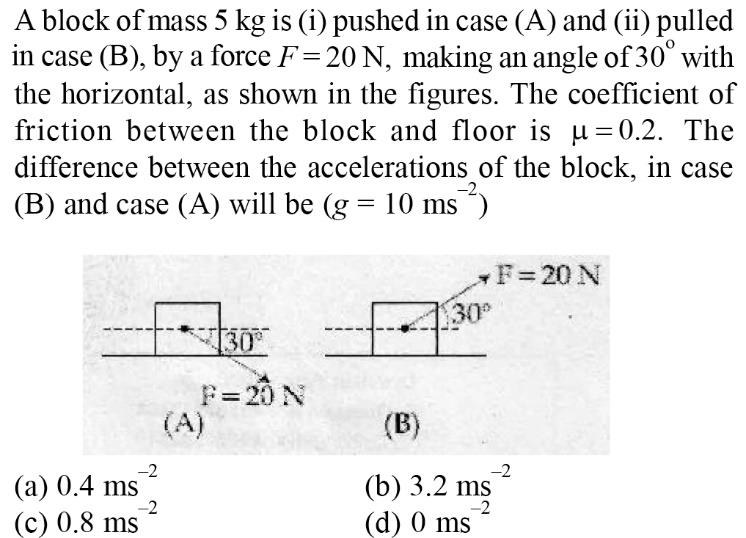 A block of mass 5 kg is (i) pushed in case (A) and (ii) pulled
in case (B), by a force F = 20 N, making an angle of 30° with
the horizontal, as shown in the figures. The coefficient of
friction between the block and floor is μ = 0.2. The
difference between the accelerations of the block, in case
(B) and case (A) will be (g = 10 ms⁻²)
F = 20 N
30°
30°
F = 20 N
(A) (B)
(a) 0.4 ms⁻² (b) 3.2 ms⁻²
(c) 0.8 ms⁻² (d) 0 ms⁻²